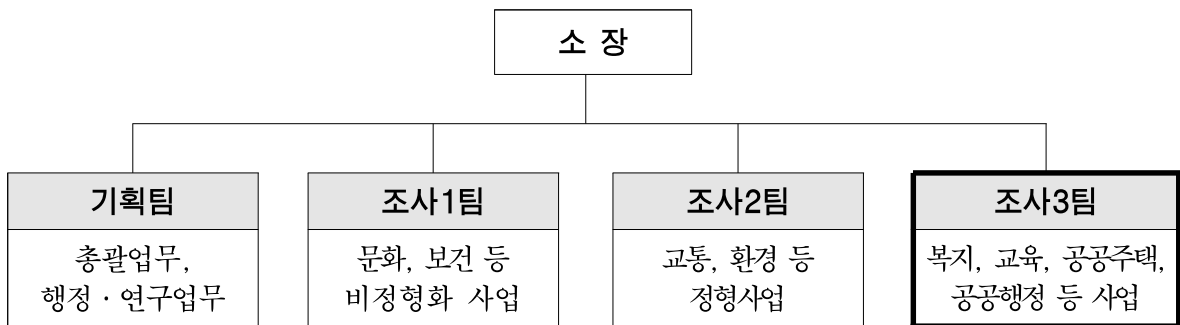 소 장
기획팀
총괄업무,
행정 · 연구업무
조사1팀
문화, 보건 등
비정형화 사업
조사2팀
교통, 환경 등
정형사업
조사3팀
복지, 교육, 공공주택,
공공행정 등 사업